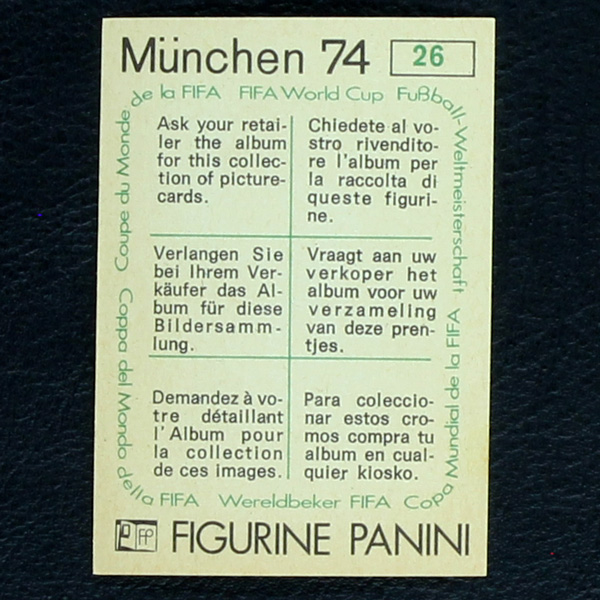 München 74 26
de la FIFA FIFA World Cup Fußball-Weltmeisterschaft
Ask your retai-
ler the album
for this collec-
tion of picture-
cards.
Chiedete al vo-
stro rivendito-
re l'album per
la raccolta di
queste figuri-
ne.
Verlangen Sie
bei Ihrem Ver-
käufer das Al-
bum für diese
Bildersamm-
lung.
Vraagt aan uw
verkoper het
album voor uw
verzameling
van deze pren-
tjes.
Demandez à vo-
tre détaillant
l'Album pour
la collection
de ces images.
Para coleccio-
nar estos cro-
mos compra tu
album en cual-
quier kiosko.
Coupe du Monde
Coppa del Mondo
della FIFA Wereldbeker FIFA Copa Mundial de la FIFA
FP FIGURINE PANINI